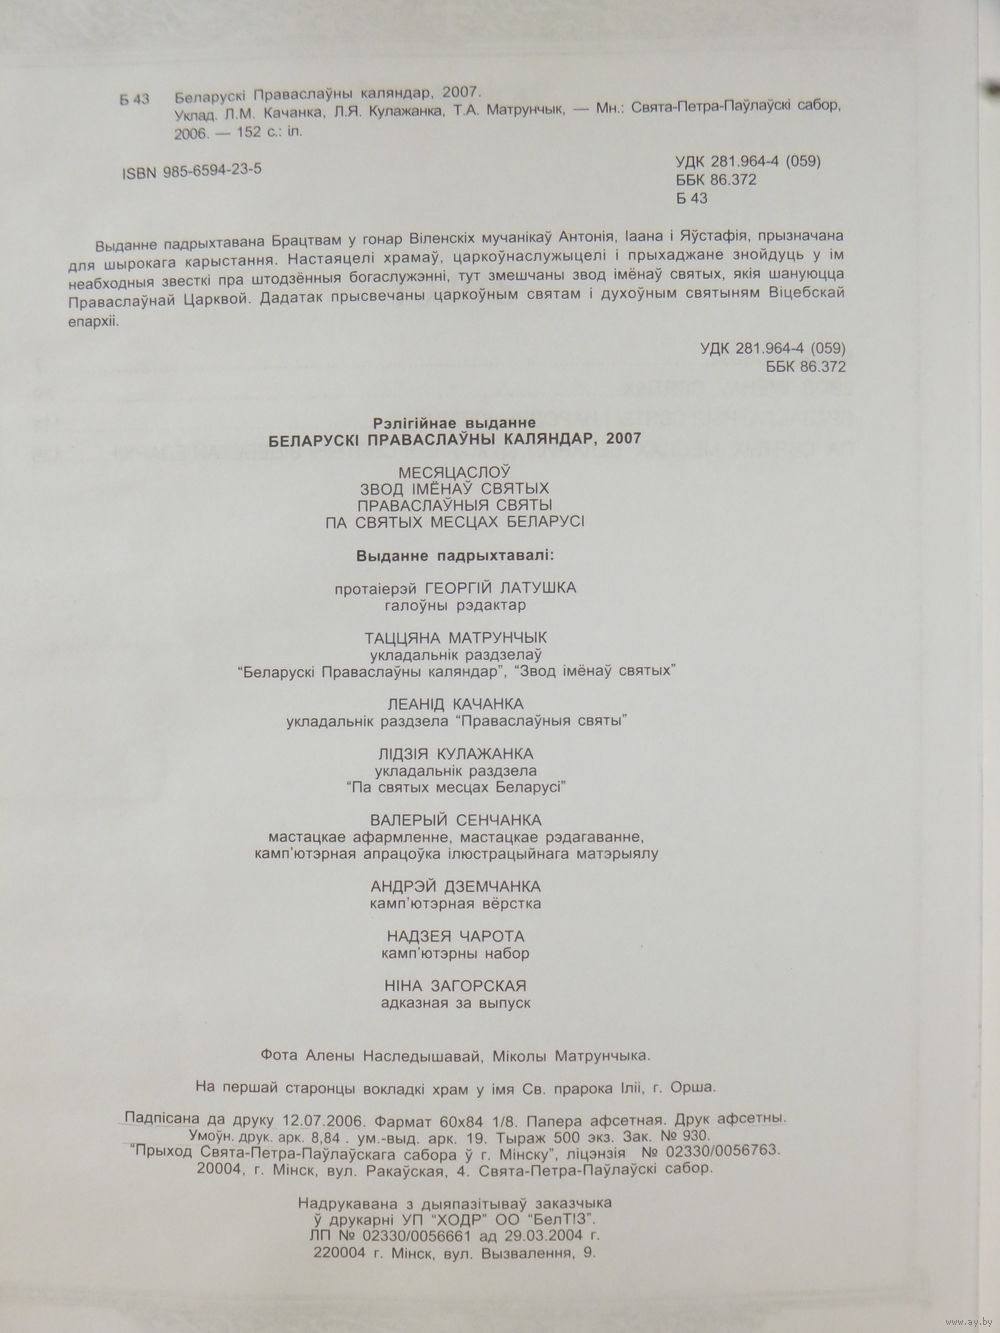 Б 43 Беларускі Праваслаўны каляндар, 2007.
Уклад. Л.М. Качанка, Л.Я. Кулажанка, Т.А. Матрунчык, — Мн.: Свята-Петра-Паўлаўскі сабор,
2006. — 152 с.: іл.
ISBN 985-6594-23-5
УДК 281.964-4 (059)
ББК 86.372
Б 43
Выданне падрыхтавана Брацтвам у гонар Віленскіх мучанікаў Антонія, Іаана і Яўстафія, прызначана
для шырокага карыстання. Настаяцелі храмаў, царкоўнаслужыцелі і прыхаджане знойдуць у ім
неабходныя звесткі пра штодзённыя богаслужэнні, тут змешчаны звод імёнаў святых, якія шануюцца
Праваслаўнай Царквой. Дадатак прысвечаны царкоўным святам і духоўным святыням Віцебскай
епархіі.
УДК 281.964-4 (059)
ББК 86.372
Рэлігійнае выданне
БЕЛАРУСКІ ПРАВАСЛАЎНЫ КАЛЯНДАР, 2007
МЕСЯЦАСЛОЎ
ЗВОД ІМЁНАЎ СВЯТЫХ
ПРАВАСЛАЎНЫЯ СВЯТЫ
ПА СВЯТЫХ МЕСЦАХ БЕЛАРУСІ
Выданне падрыхтавалі:
протаіерэй ГЕОРГІЙ ЛАТУШКА
галоўны рэдактар
ТАЦЦЯНА МАТРУНЧЫК
укладальнік раздзелаў
“Беларускі Праваслаўны каляндар”, “Звод імёнаў святых”
ЛЕАНІД КАЧАНКА
укладальнік раздзела “Праваслаўныя святы”
ЛІДЗІЯ КУЛАЖАНКА
укладальнік раздзела
“Па святых месцах Беларусі”
ВАЛЕРЫЙ СЕНЧАНКА
мастацкае афармленне, мастацкае рэдагаванне,
камп’ютэрная апрацоўка ілюстрацыйнага матэрыялу
АНДРЭЙ ДЗЕМЧАНКА
камп’ютэрная вёрстка
НАДЗЕЯ ЧАРОТА
камп’ютэрны набор
НІНА ЗАГОРСКАЯ
адказная за выпуск
Фота Алены Наследышавай, Міколы Матрунчыка.
На першай старонцы вокладкі храм у імя Св. прарока Іліі, г. Орша.
Падпісана да друку 12.07.2006. Фармат 60х84 1/8. Папера афсетная. Друк афсетны.
Умоўн. друк. арк. 8,84 . ум.-выд. арк. 19. Тыраж 500 экз. Зак. № 930.
“Прыход Свята-Петра-Паўлаўскага сабора ў г. Мінску”, ліцэнзія № 02330/0056763.
20004, г. Мінск, вул. Ракаўская, 4. Свята-Петра-Паўлаўскі сабор.
Надрукавана з дыяпазітываў заказчыка
ў друкарні УП “ХОДР” ОО “БелТІЗ”.
ЛП № 02330/0056661 ад 29.03.2004 г.
220004 г. Мінск, вул. Вызвалення, 9.
www.ay.by